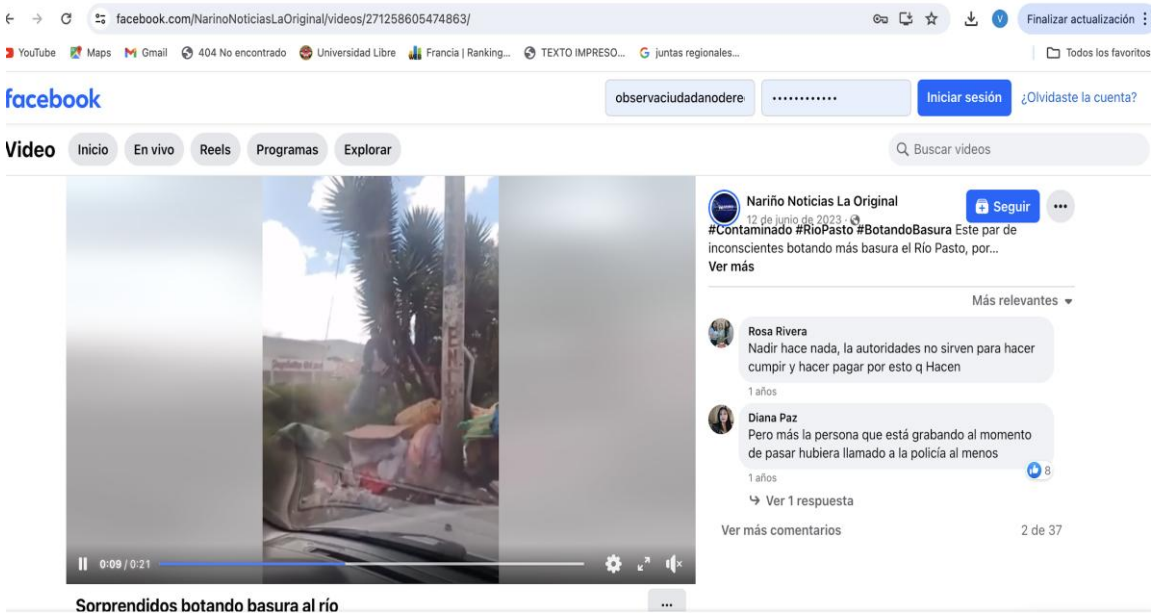 facebook.com/NarinoNoticiasLaOriginal/videos/271258605474863/
Finalizar actualización
YouTube Maps Gmail 404 No encontrado Universidad Libre Francia | Ranking... TEXTO IMPRESO... juntas regionales... Todos los favoritos
facebook observaciudadanodere Iniciar sesión ¿Olvidaste la cuenta?
Video Inicio En vivo Reels Programas Explorar Buscar videos
Nariño Noticias La Original Seguir
12 de junio de 2023
#Contaminado #RioPasto #BotandoBasura Este par de
inconscientes botando más basura el Río Pasto, por...
Ver más
Más relevantes
Rosa Rivera
Nadir hace nada, la autoridades no sirven para hacer
cumpir y hacer pagar por esto q Hacen
1 años
Diana Paz
Pero más la persona que está grabando al momento
de pasar hubiera llamado a la policía al menos
8
1 años
Ver 1 respuesta
Ver más comentarios 2 de 37
0:09 / 0:21
Sorprendidos botando basura al río